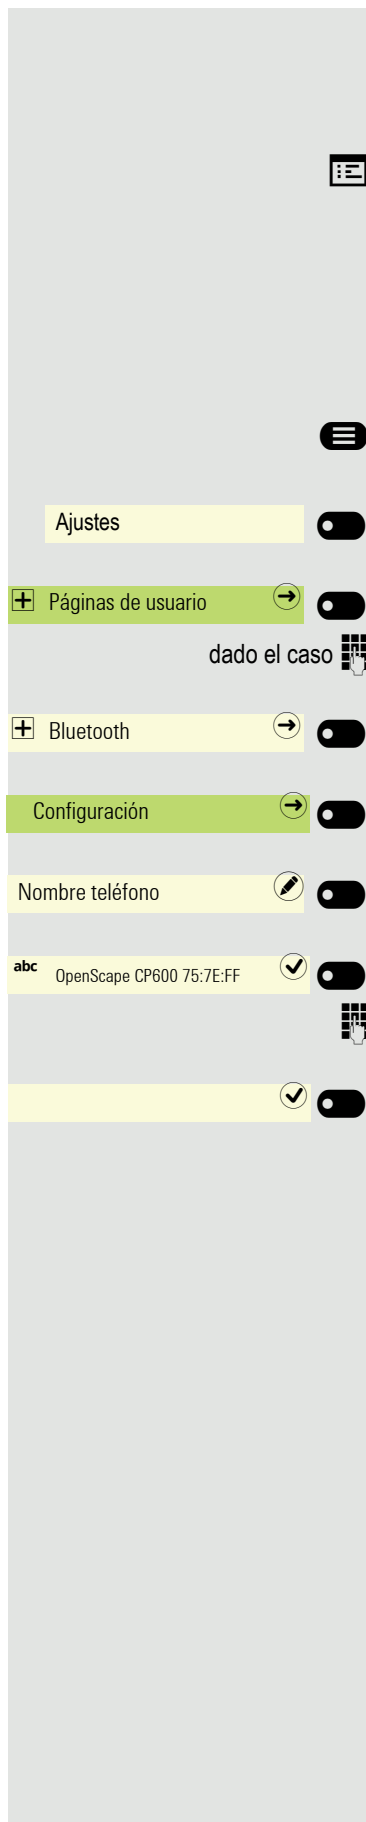 Ajustes
Páginas de usuario
dado el caso
Bluetooth
Configuración
Nombre teléfono
abc OpenScape CP600 75:7E:FF